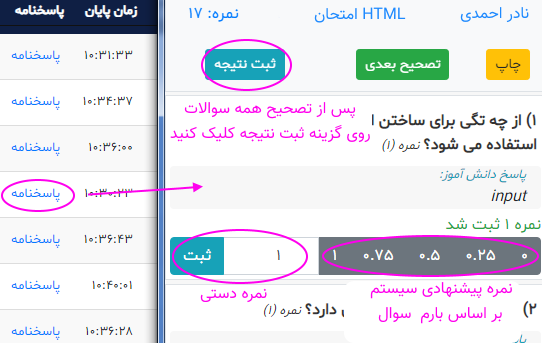 نادر احمدی
امتحان HTML
نمره: ۱۷
چاپ
تصحیح بعدی
ثبت نتیجه
پس از تصحیح همه سوالات
روی گزینه ثبت نتیجه کلیک کنید
۱) از چه تگی برای ساختن
استفاده می شود؟ نمره (۱)
پاسخ دانش آموز:
input
نمره ۱ ثبت شد
۰ ۰.۲۵ ۰.۵ ۰.۷۵ ۱
۱
ثبت
نمره دستی
نمره پیشنهادی سیستم
بر اساس بارم سوال
۲)
دارد؟ نمره (۱)
زمان پایان پاسخنامه
۱۰:۳۱:۳۳ پاسخنامه
۱۰:۳۴:۳۷ پاسخنامه
۱۰:۳۶:۰۰ پاسخنامه
۱۰:۳۰:۲۳ پاسخنامه
۱۰:۳۶:۴۳ پاسخنامه
۱۰:۴۰:۰۱ پاسخنامه
۱۰:۳۶:۲۸ پاسخنامه